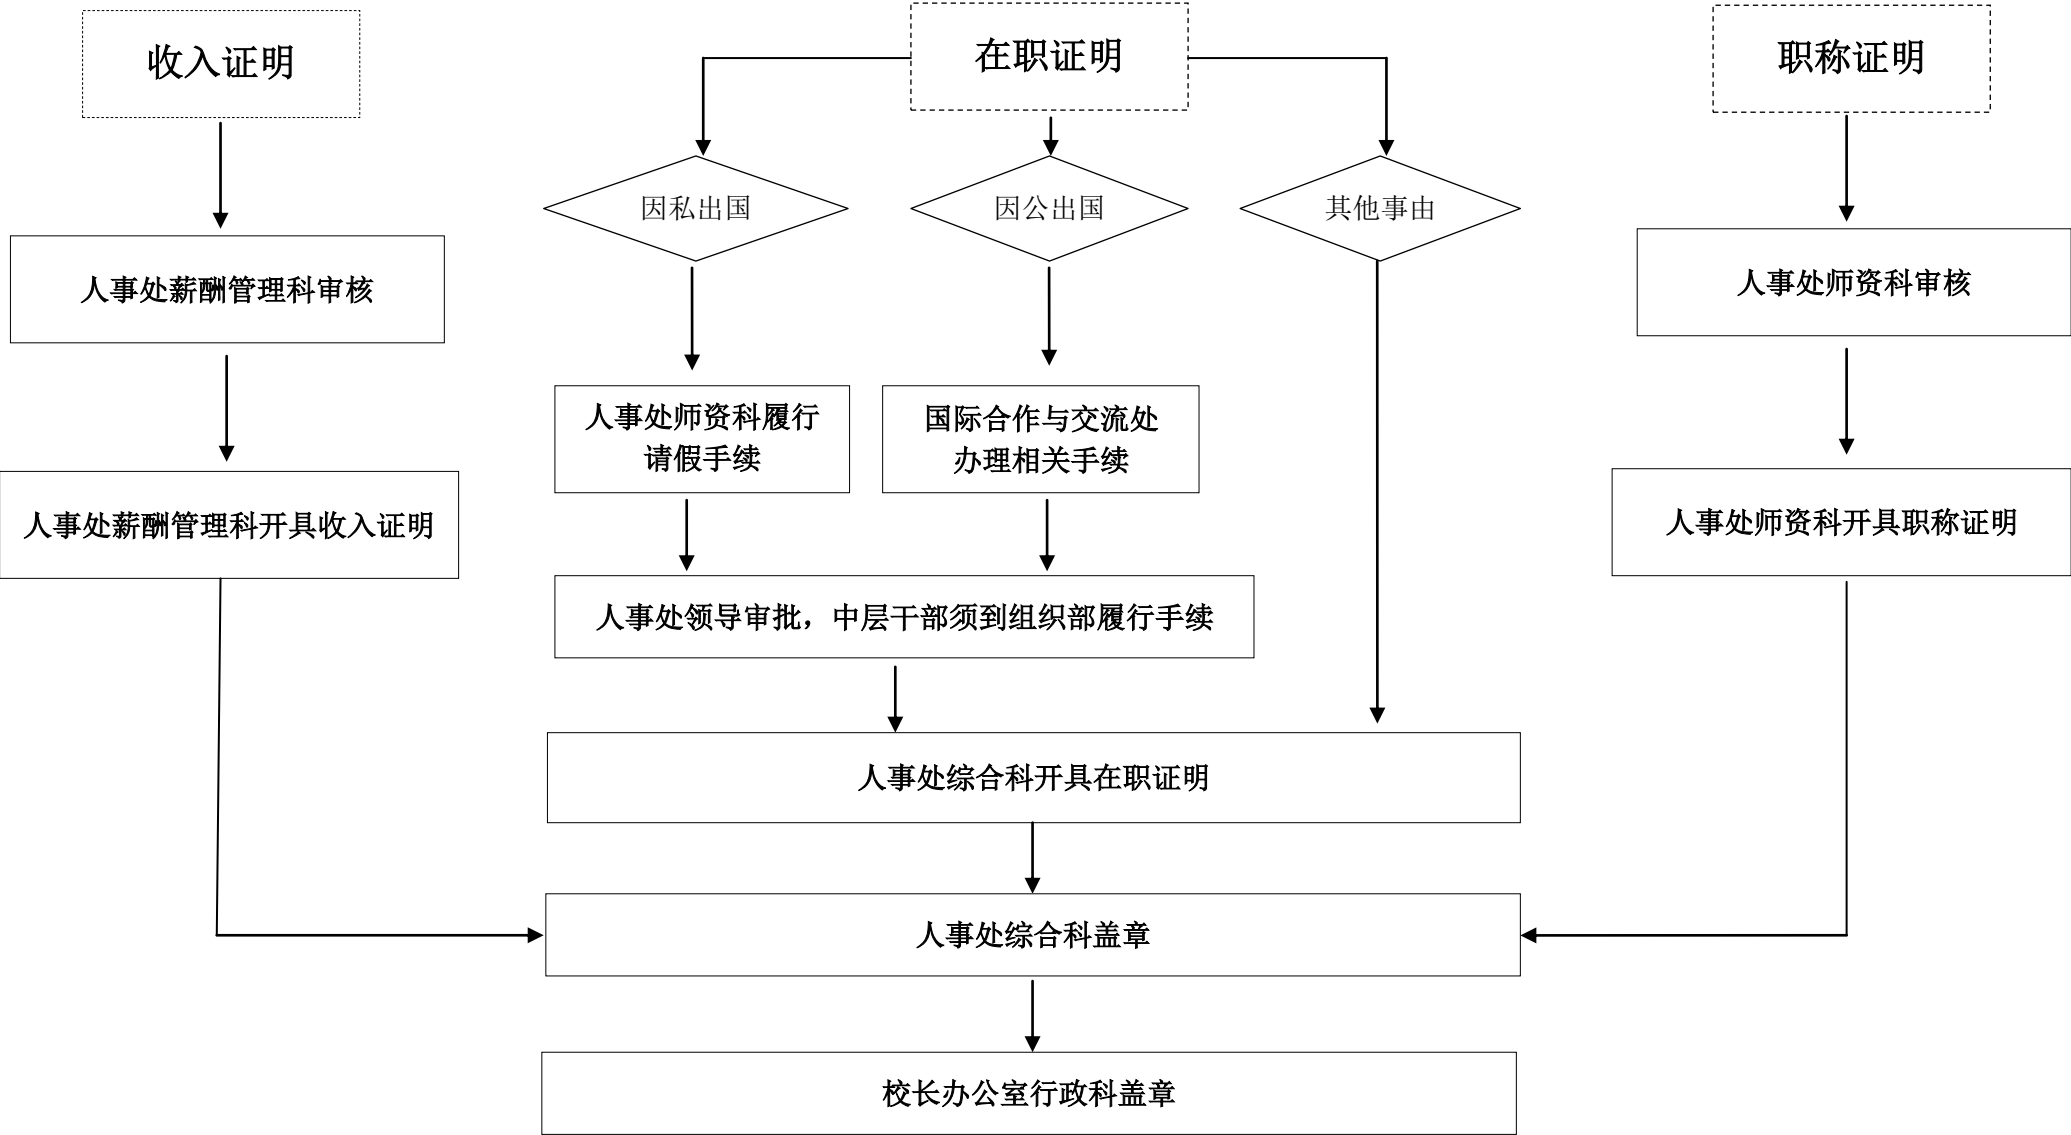 收入证明
在职证明
职称证明
因私出国
因公出国
其他事由
人事处薪酬管理科审核
人事处师资科审核
人事处师资科履行
请假手续
国际合作与交流处
办理相关手续
人事处薪酬管理科开具收入证明
人事处师资科开具职称证明
人事处领导审批，中层干部须到组织部履行手续
人事处综合科开具在职证明
人事处综合科盖章
校长办公室行政科盖章